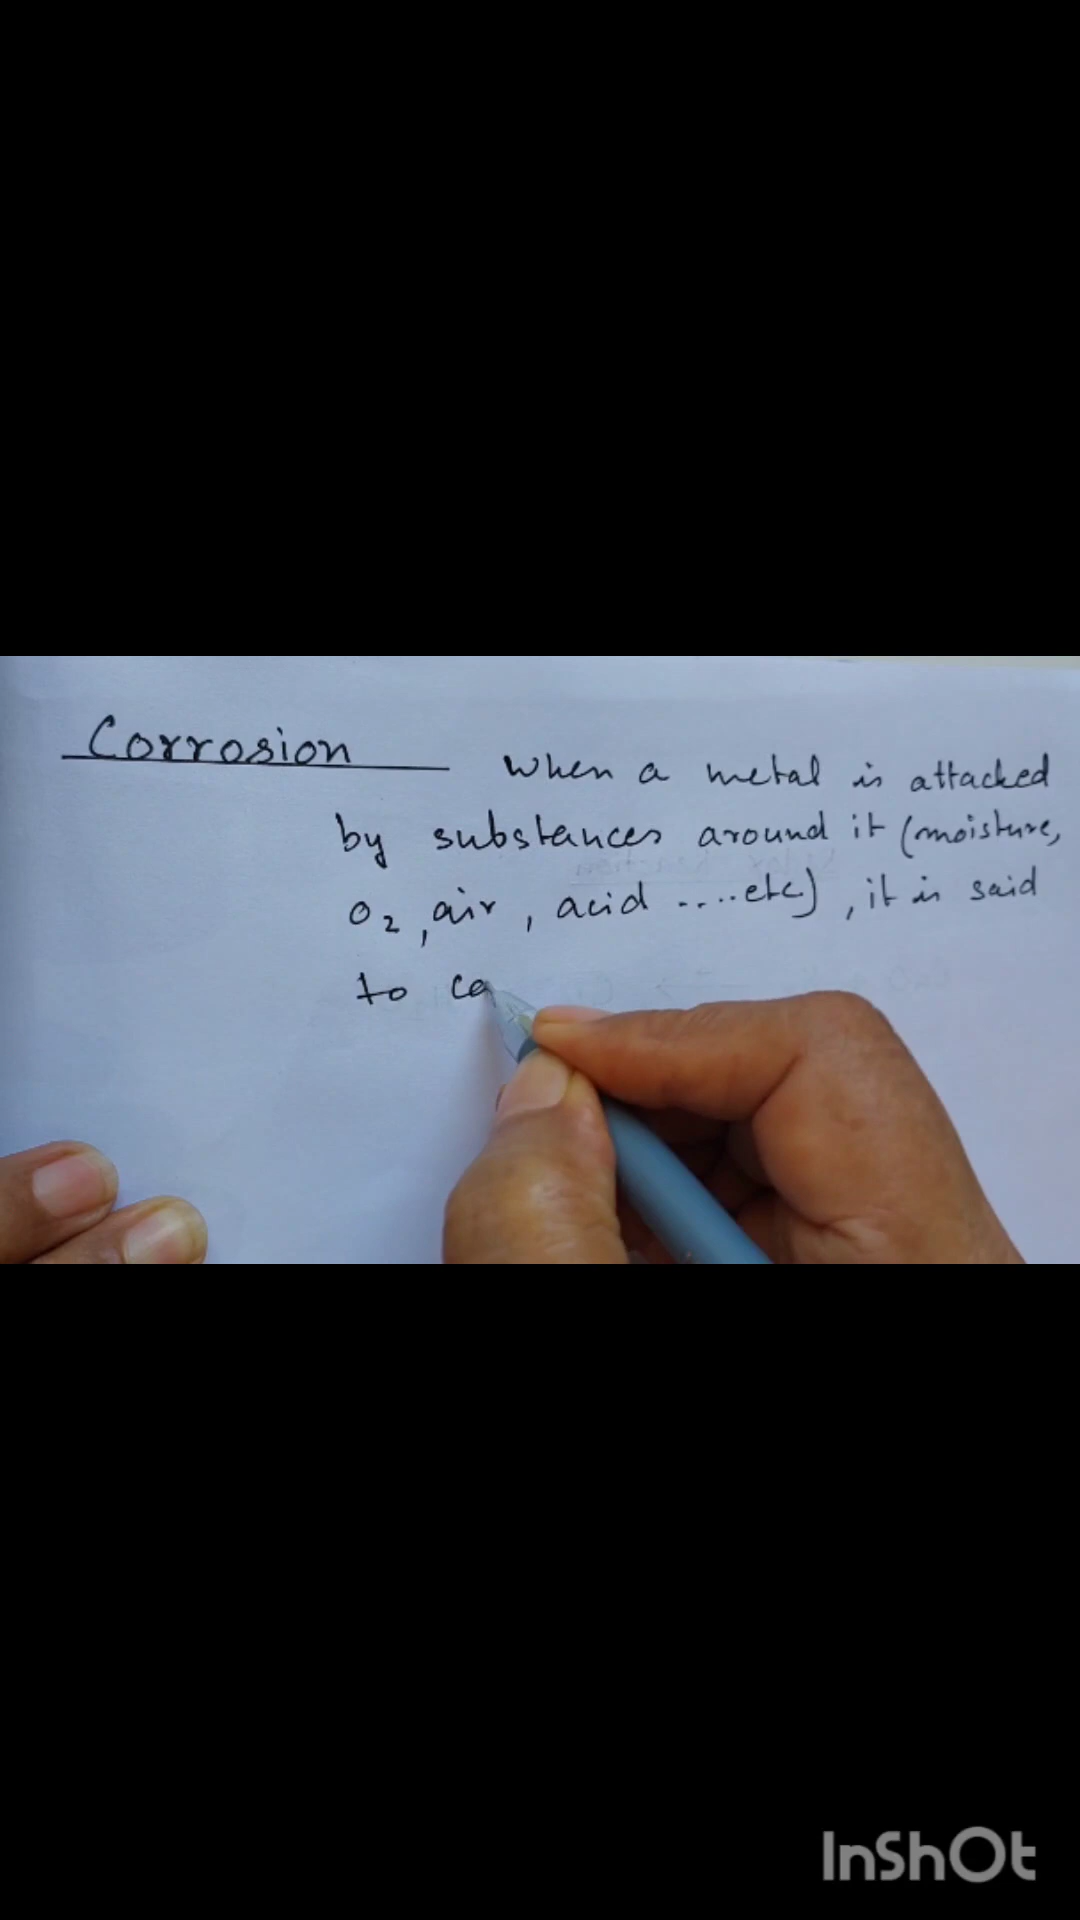 Corrosion
When a metal is attacked
by substances around it (moisture,
O2, air, acid ....etc), it is said
to co
InShOt